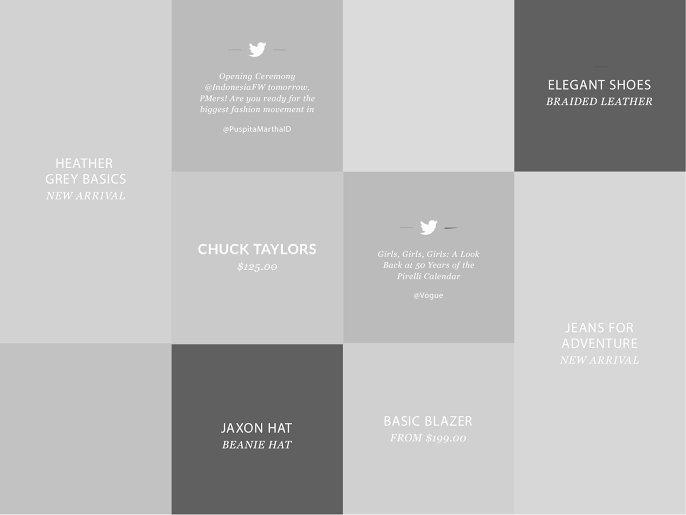 HEATHER
GREY BASICS
NEW ARRIVAL
Opening Ceremony
@IndonesiaFW tomorrow,
PMers! Are you ready for the
biggest fashion movement in
@PuspitaMarthaID
ELEGANT SHOES
BRAIDED LEATHER
CHUCK TAYLORS
$125.00
Girls, Girls, Girls: A Look
Back at 50 Years of the
Pirelli Calendar
@Vogue
JEANS FOR
ADVENTURE
NEW ARRIVAL
JAXON HAT
BEANIE HAT
BASIC BLAZER
FROM $199.00